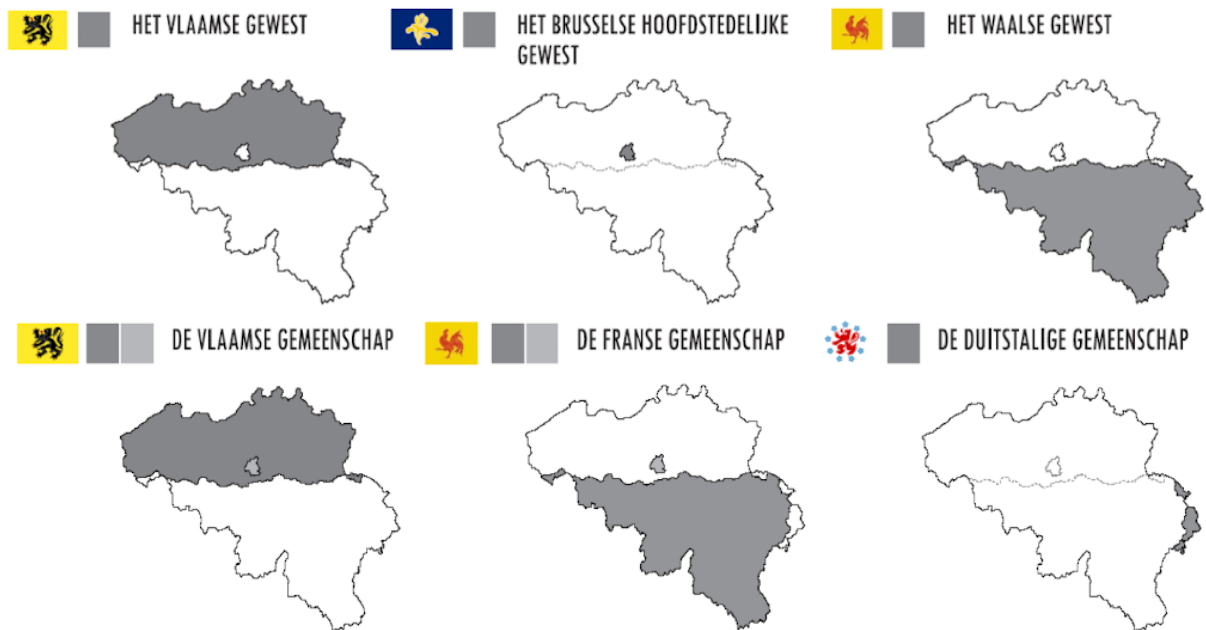 HET VLAAMSE GEWEST
HET BRUSSELSE HOOFDSTEDELIJKE
GEWEST
HET WAALSE GEWEST
DE VLAAMSE GEMEENSCHAP
DE FRANSE GEMEENSCHAP
DE DUITSTALIGE GEMEENSCHAP